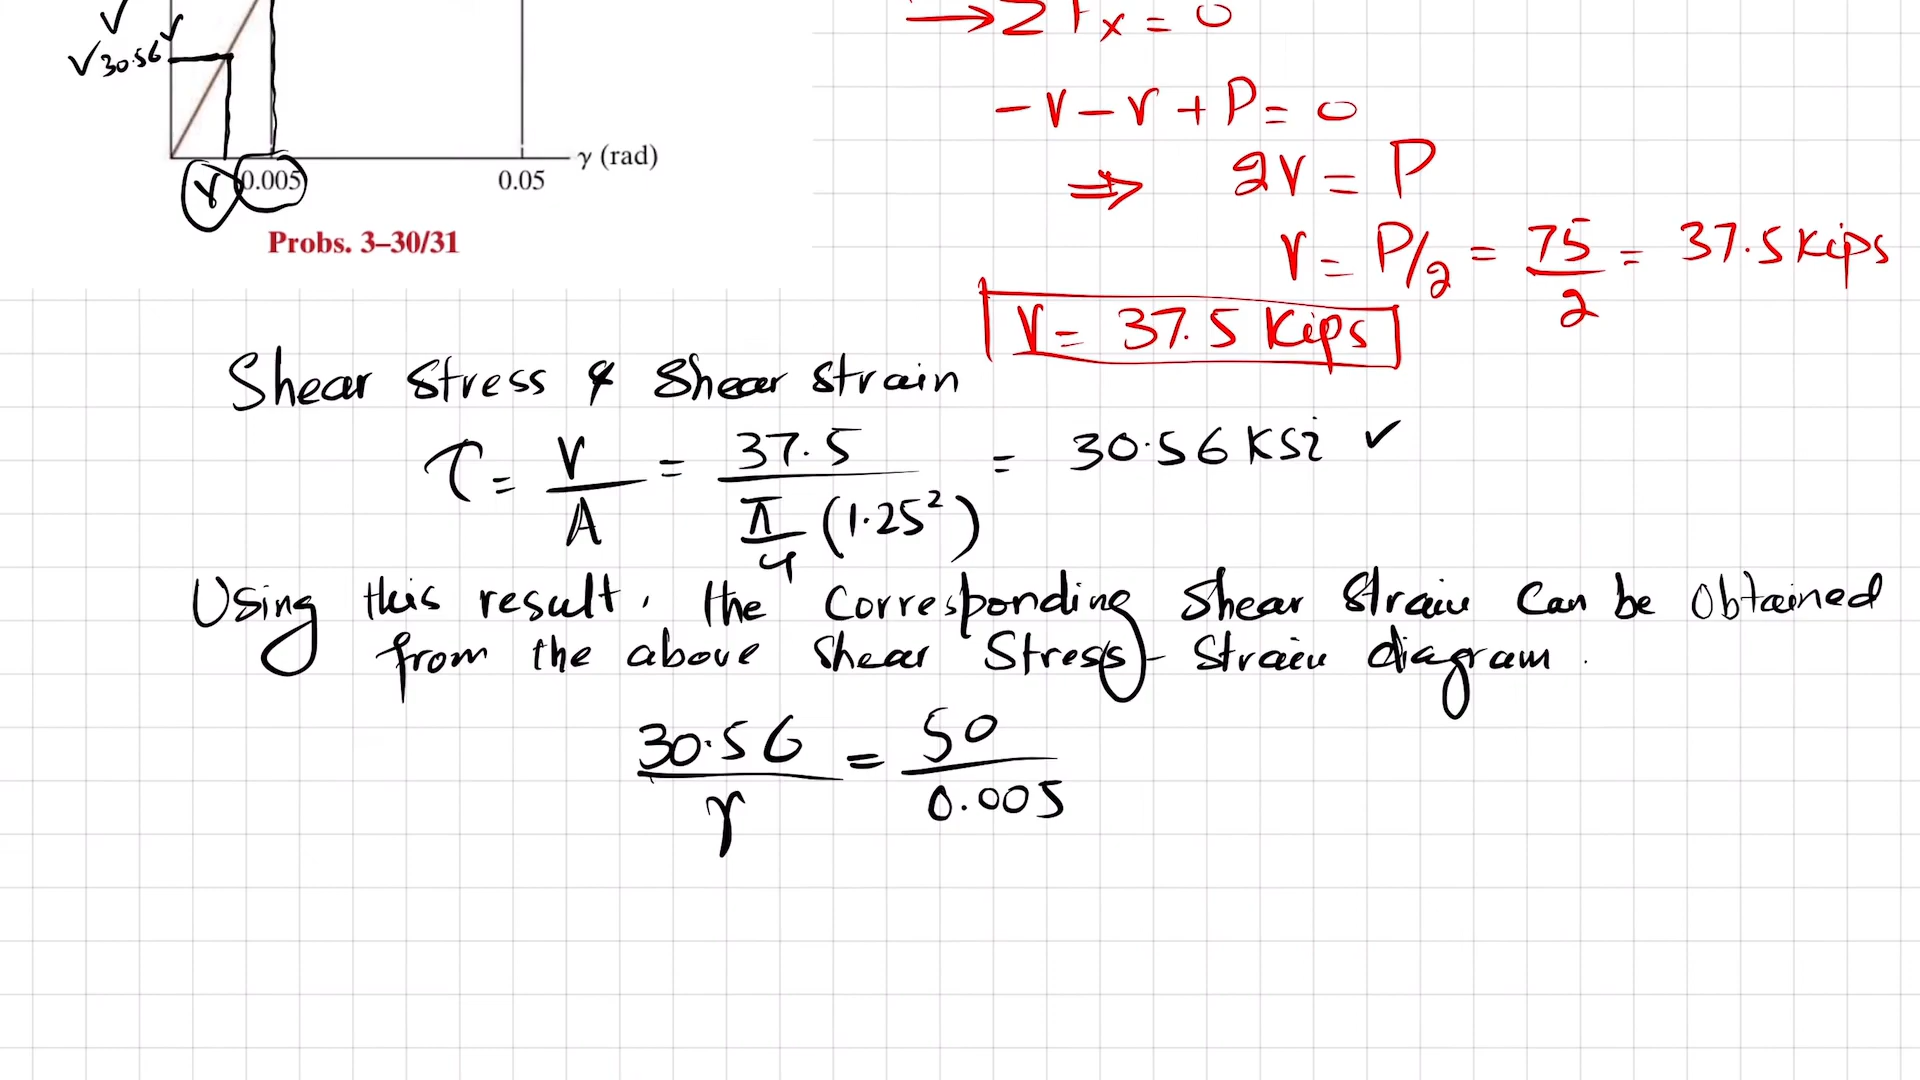 →ΣFx = 0
√30.56
-V-V+P=0
γ (rad)
⇒ 2V = P
γ 0.005 0.05
Probs. 3–30/31
V = P/2 = 75/2 = 37.5 Kips
V = 37.5 Kips
Shear Stress & Shear Strain
τ = V/A = 37.5/(π/4 (1.25²)) = 30.56 KSi ✓
Using this result, the Corresponding Shear Strain Can be Obtained
from the above Shear Stress-Strain diagram.
30.56/γ = 50/0.005